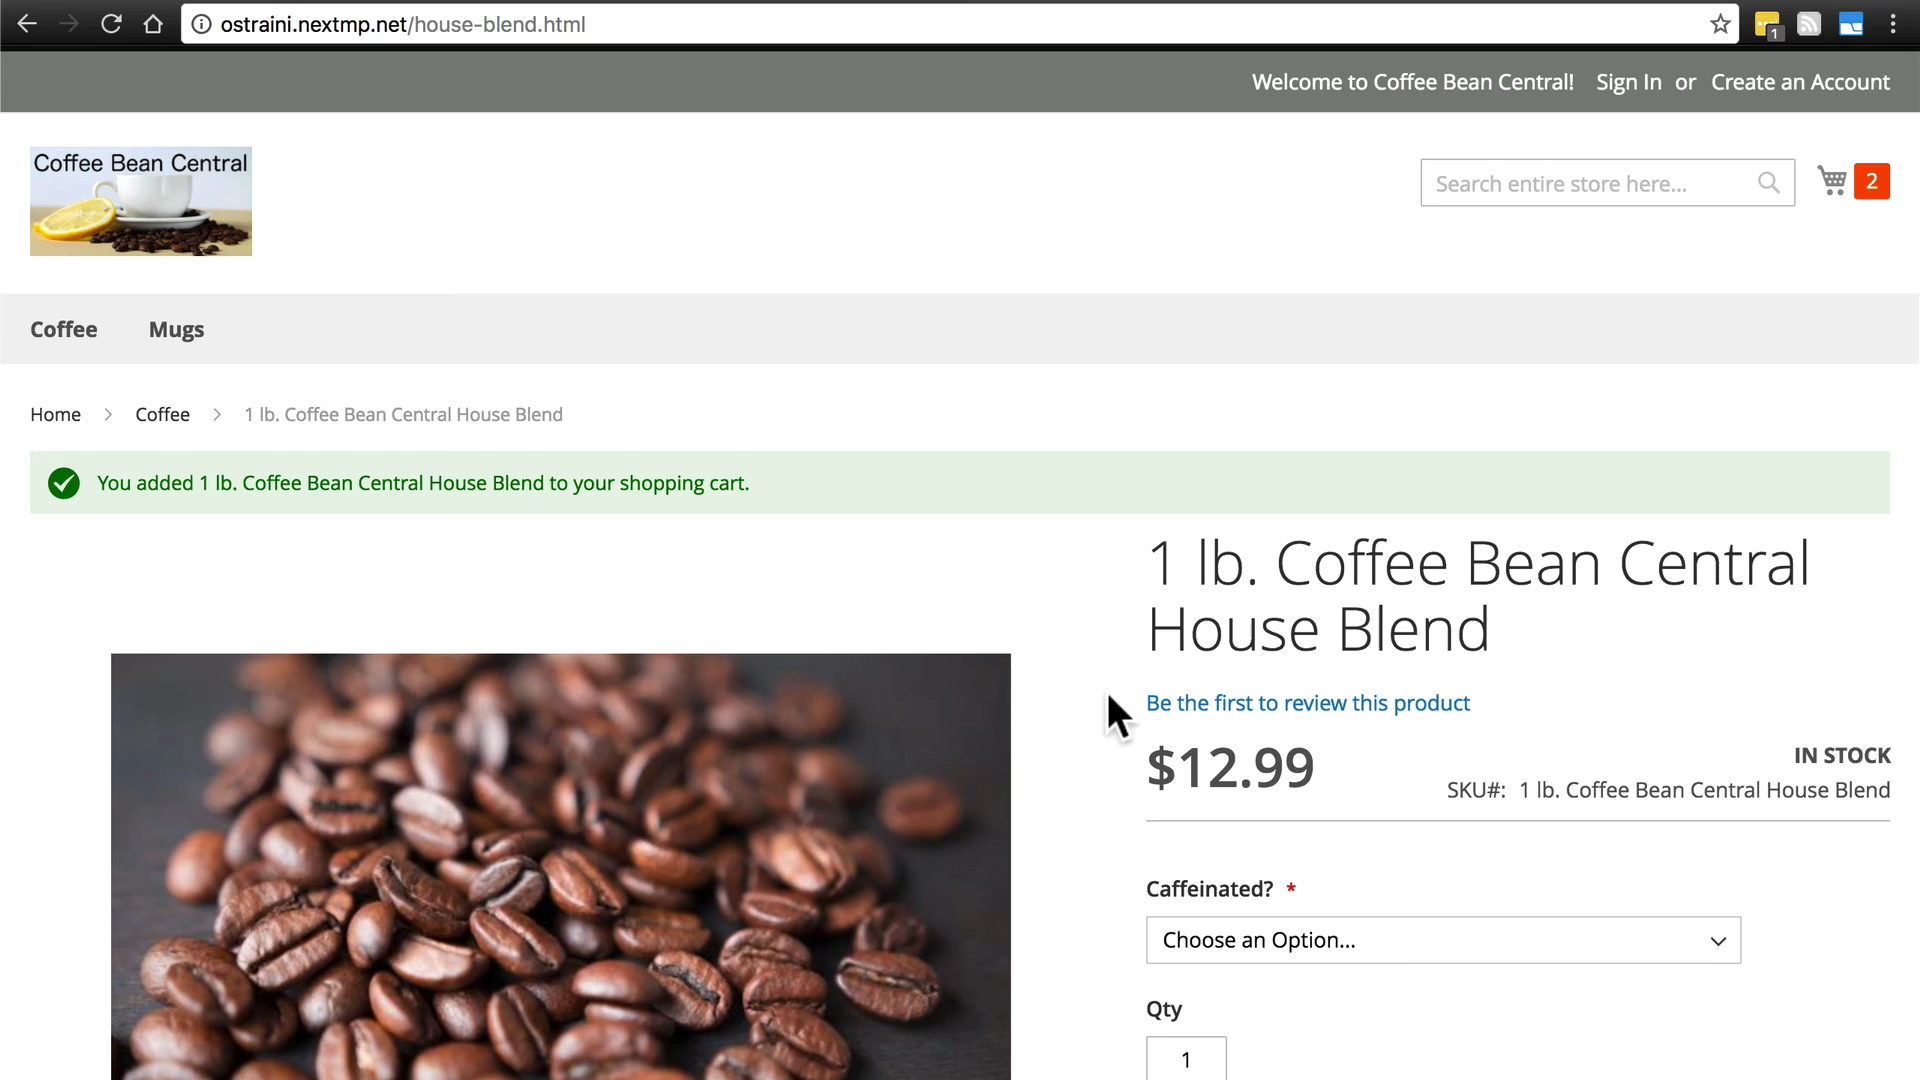 ostraini.nextmp.net/house-blend.html
1
Welcome to Coffee Bean Central! Sign In or Create an Account
Coffee Bean Central
Search entire store here...
2
Coffee Mugs
Home > Coffee > 1 lb. Coffee Bean Central House Blend
You added 1 lb. Coffee Bean Central House Blend to your shopping cart.
1 lb. Coffee Bean Central
House Blend
Be the first to review this product
$12.99
IN STOCK
SKU#: 1 lb. Coffee Bean Central House Blend
Caffeinated? *
Choose an Option...
Qty
1